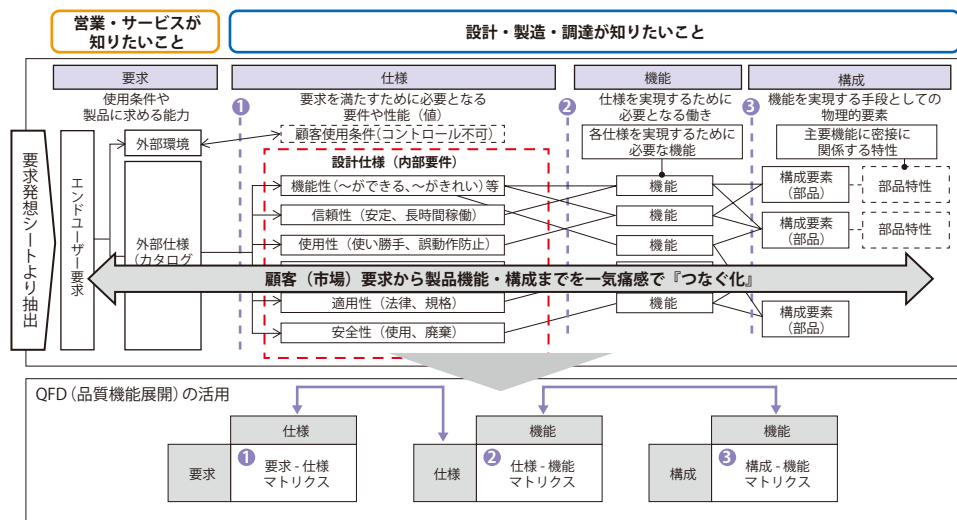 営業・サービスが
知りたいこと
設計・製造・調達が知りたいこと
要求
仕様
機能
構成
使用条件や
製品に求める能力
1
要求を満たすために必要となる
要件や性能(値)
2
仕様を実現するために
必要となる働き
3
機能を実現する手段としての
物理的要素
要求発想シートより抽出
エンドユーザー要求
外部環境
顧客使用条件(コントロール不可)
各仕様を実現するために
必要な機能
主要機能に密接に
関係する特性
設計仕様(内部要件)
機能性(〜ができる、〜がきれい)等
機能
構成要素
(部品)
部品特性
信頼性(安定、長時間稼働)
機能
構成要素
(部品)
部品特性
外部仕様
(カタログ
使用性(使い勝手、誤動作防止)
機能
顧客(市場)要求から製品機能・構成までを一気痛感で『つなぐ化』
適用性(法律、規格)
機能
構成要素
(部品)
安全性(使用、廃棄)
QFD(品質機能展開)の活用
仕様
要求
1
要求 - 仕様
マトリクス
機能
仕様
2
仕様 - 機能
マトリクス
機能
構成
3
構成 - 機能
マトリクス